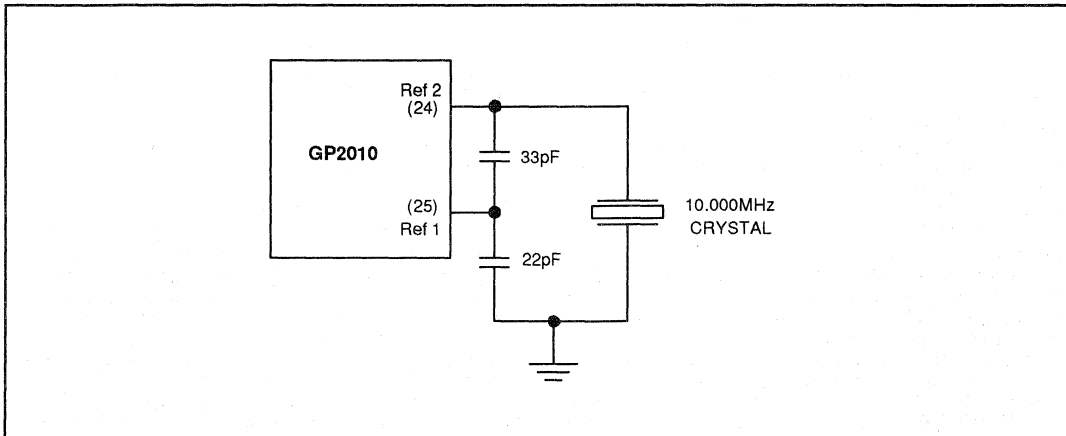 Ref 2
(24)
GP2010
33pF
(25)
Ref 1
10.000MHz
CRYSTAL
22pF